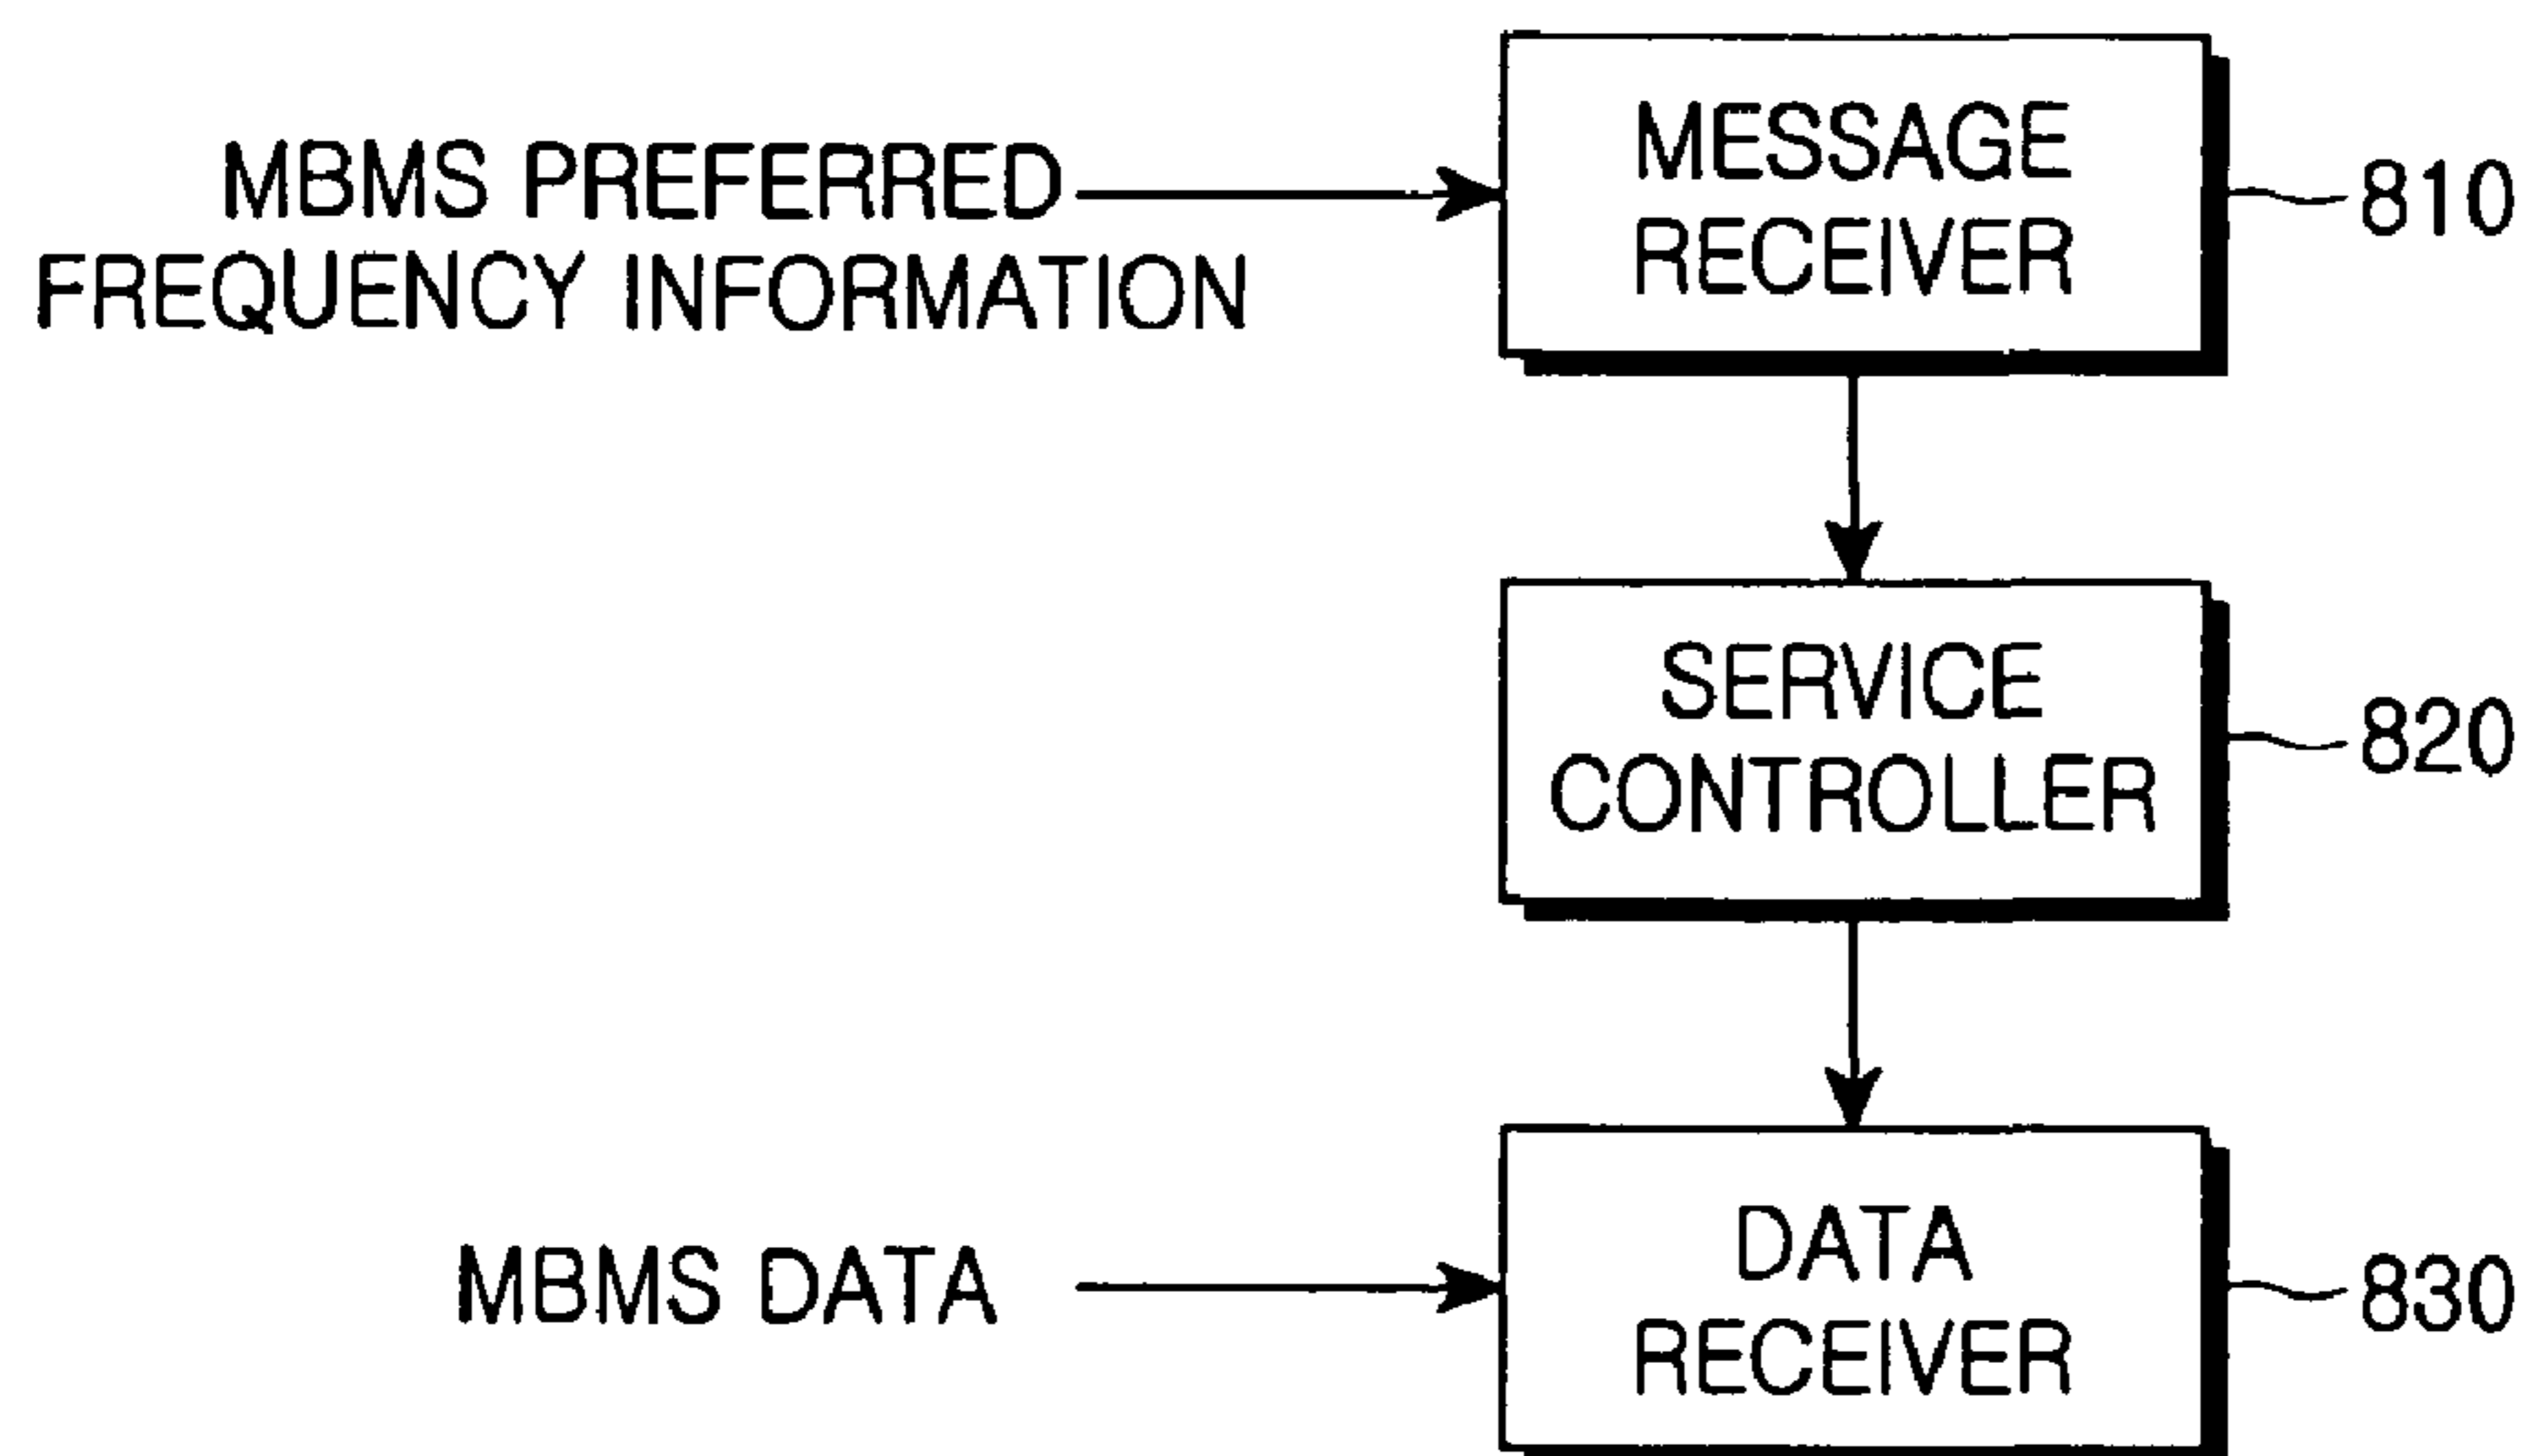 MBMS PREFERRED
FREQUENCY INFORMATION
MESSAGE
RECEIVER
810
SERVICE
CONTROLLER
820
MBMS DATA
DATA
RECEIVER
830